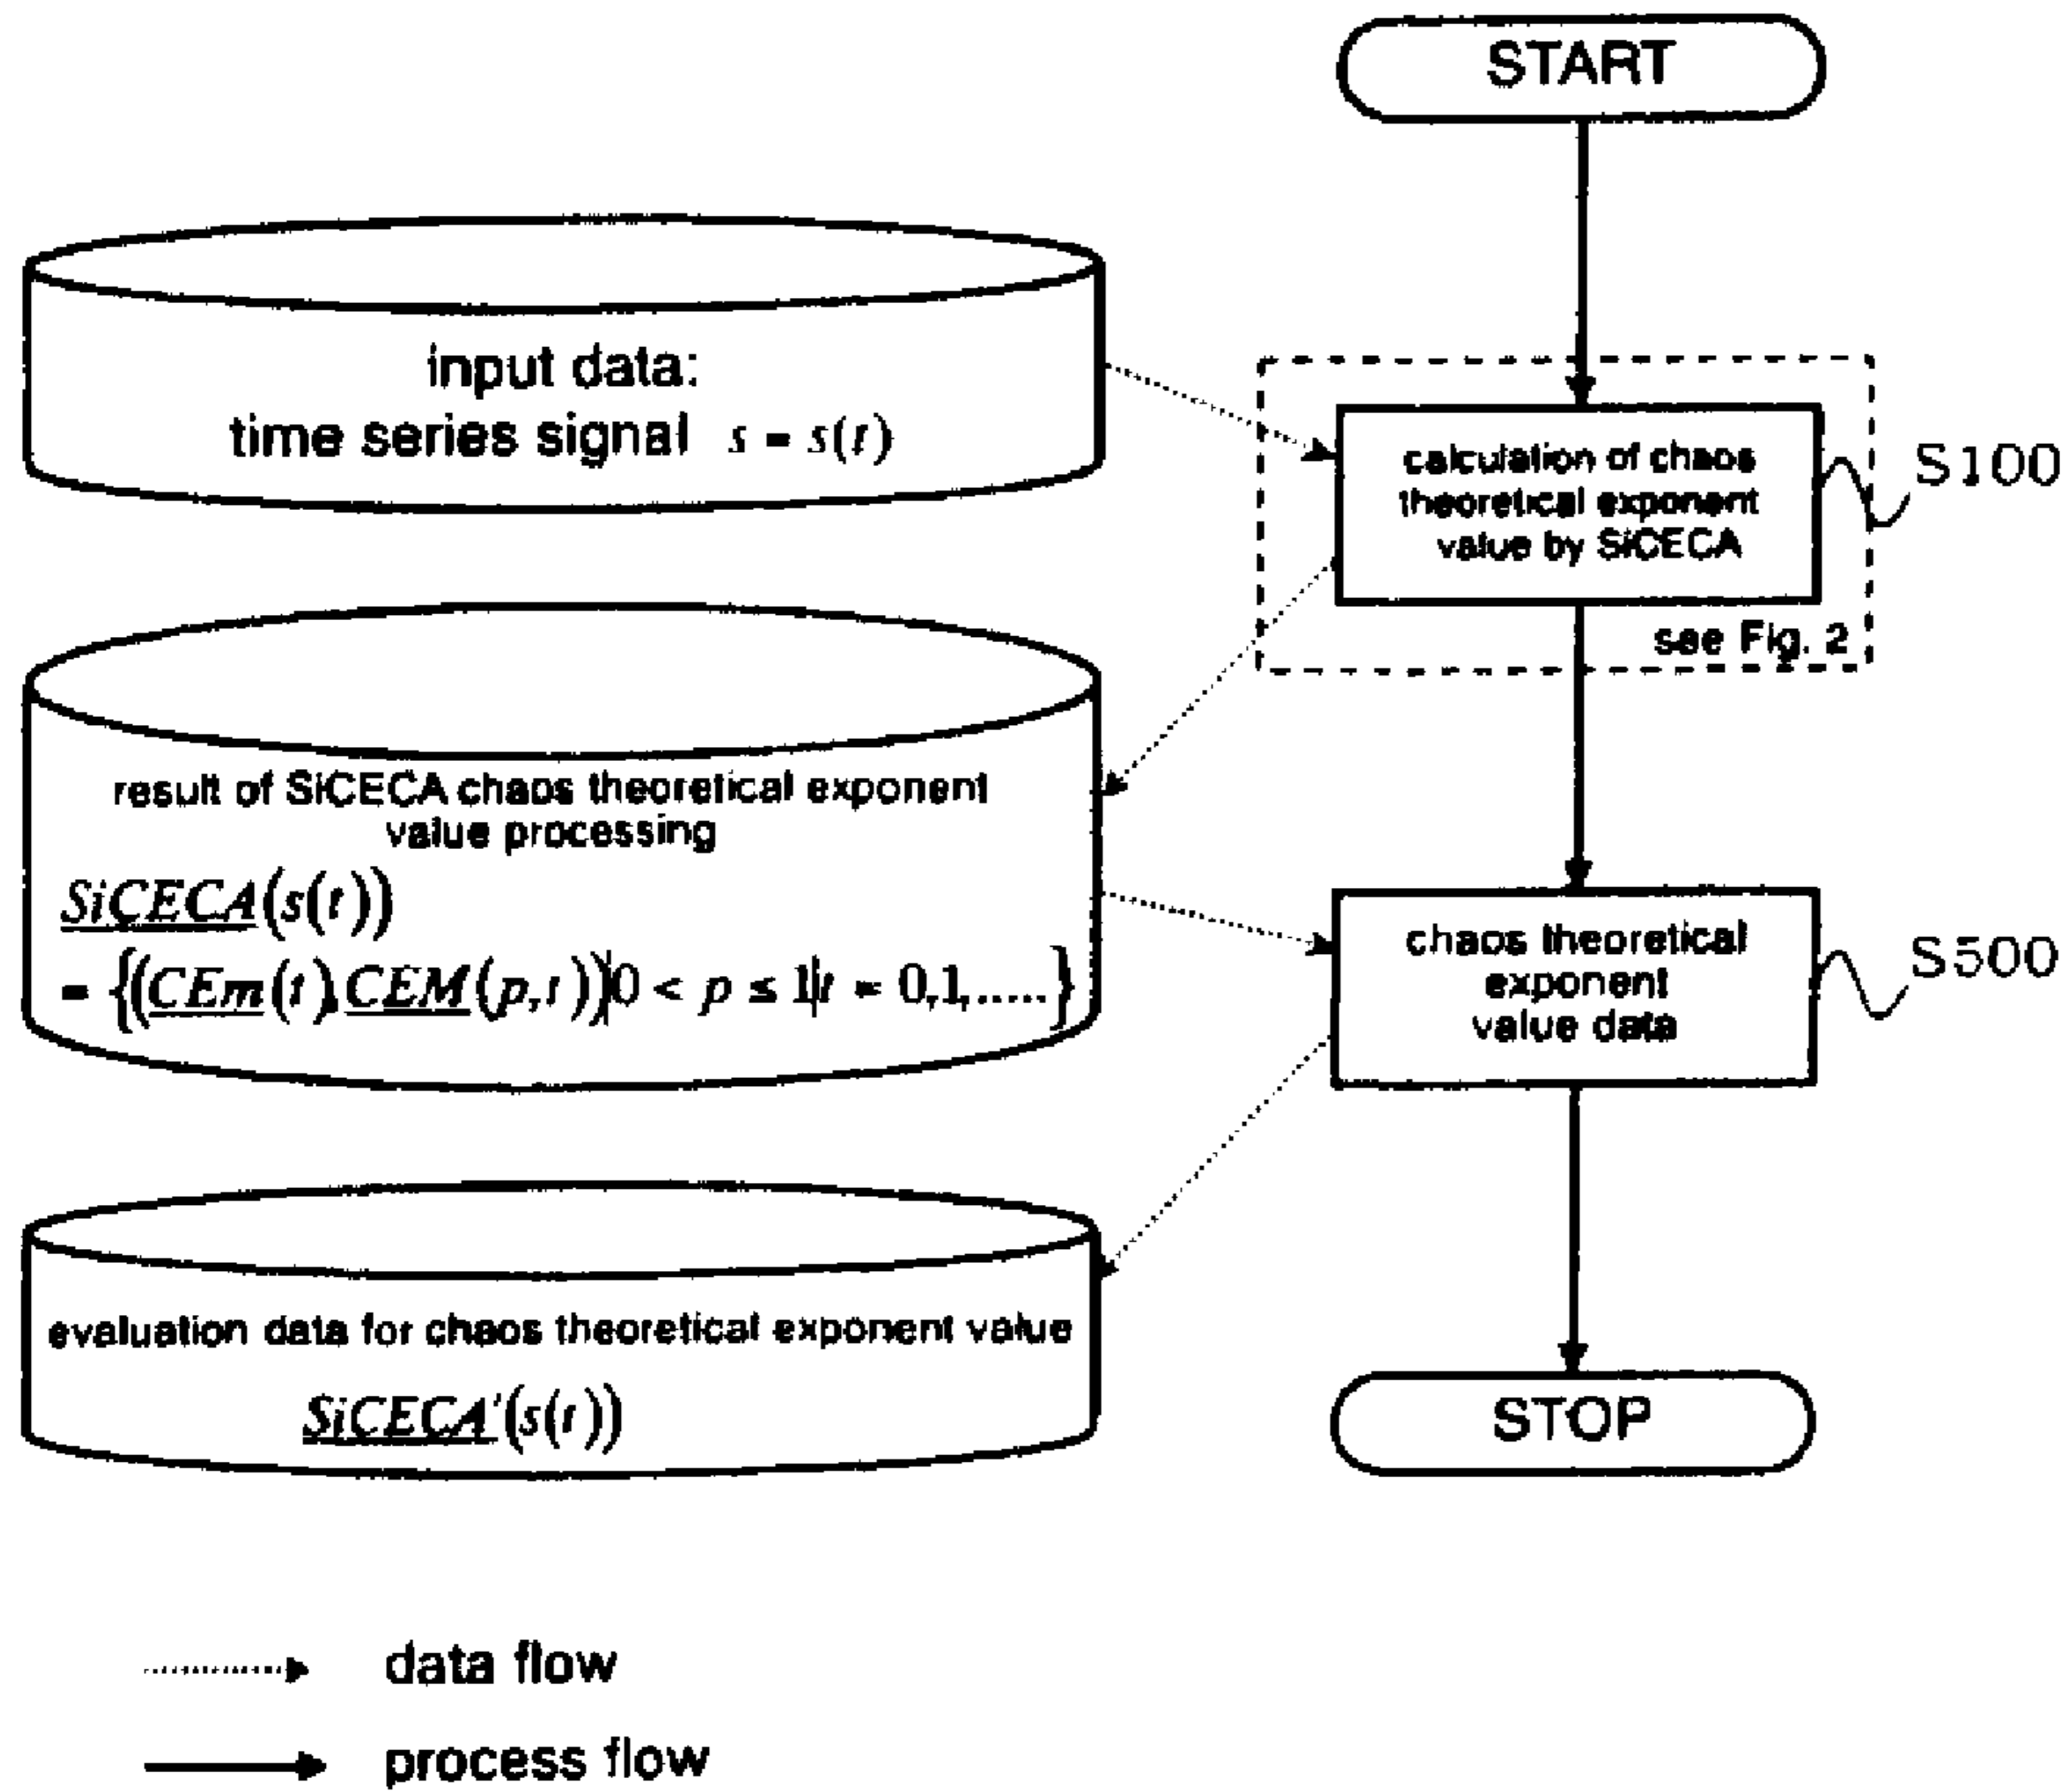 START
input data:
time series signal s = s(t)
calculation of chaos
theoretical exponent
value by SiCECA
S100
see Fig. 2
result of SiCECA chaos theoretical exponent
value processing
SiCECA(s(t))
= {(CEm(t), CEM(p,t))|0 < p ≤ 1|t = 0,1,.....}
chaos theoretical
exponent
value data
S500
evaluation data for chaos theoretical exponent value
SiCECA'(s(t))
STOP
data flow
process flow